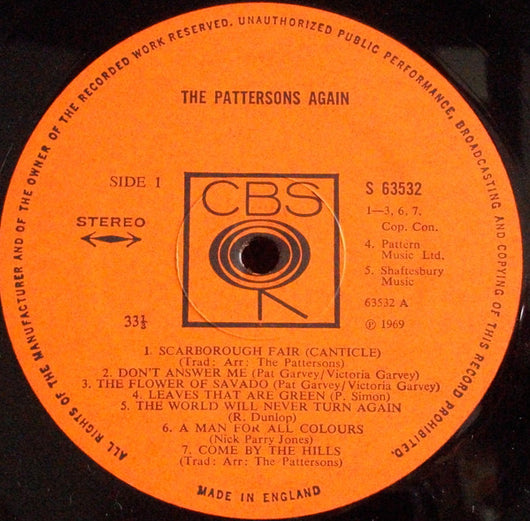 ALL RIGHTS OF THE MANUFACTURER AND OF THE OWNER OF THE RECORDED WORK RESERVED. UNAUTHORIZED PUBLIC PERFORMANCE, BROADCASTING AND COPYING OF THIS RECORD PROHIBITED.
THE PATTERSONS AGAIN
SIDE 1
STEREO
33⅓
CBS
S 63532
1—3, 6, 7.
Cop. Con.
4. Pattern
Music Ltd.
5. Shaftesbury
Music
63532 A
℗ 1969
1. SCARBOROUGH FAIR (CANTICLE)
(Trad: Arr: The Pattersons)
2. DON'T ANSWER ME (Pat Garvey/Victoria Garvey)
3. THE FLOWER OF SAVADO (Pat Garvey/Victoria Garvey)
4. LEAVES THAT ARE GREEN (P. Simon)
5. THE WORLD WILL NEVER TURN AGAIN
(R. Dunlop)
6. A MAN FOR ALL COLOURS
(Nick Parry Jones)
7. COME BY THE HILLS
(Trad: Arr: The Pattersons)
MADE IN ENGLAND